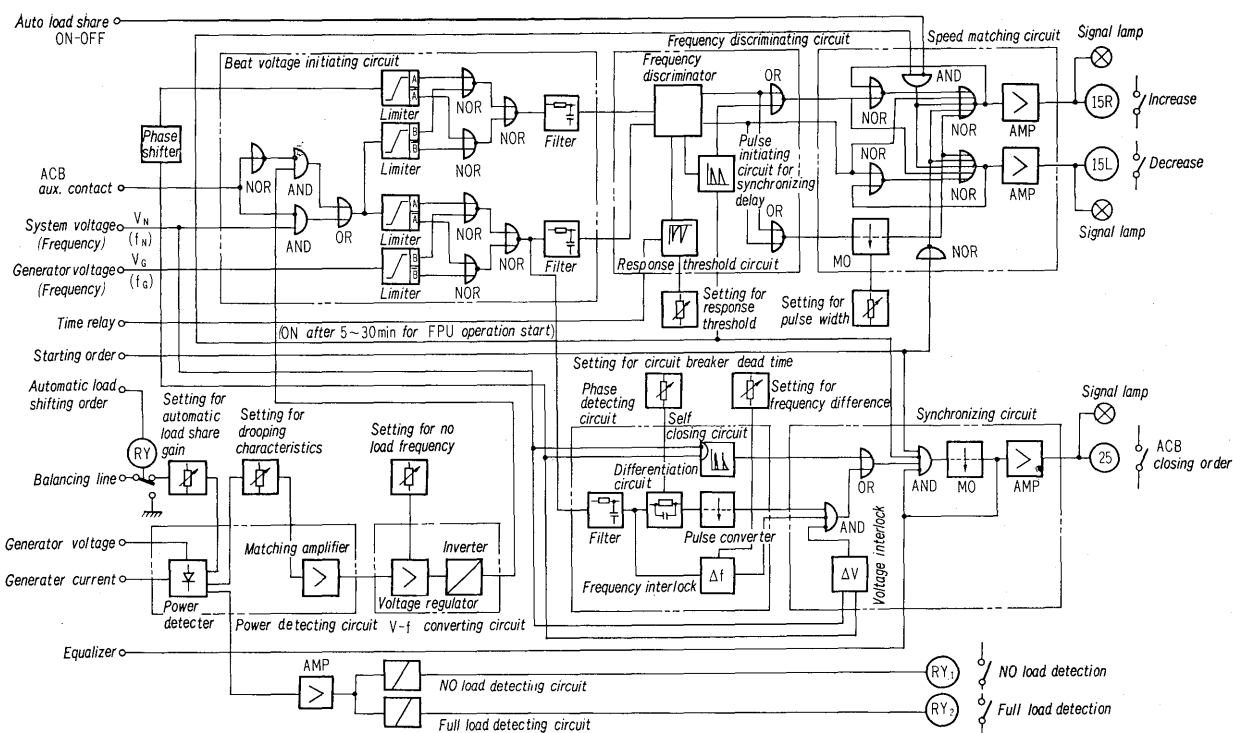 Auto load share
ON-OFF
Frequency discriminating circuit
Speed matching circuit
Signal lamp
Beat voltage initiating circuit
Frequency
discriminator
OR
AND
A
A
NOR
Limiter
NOR
NOR
AMP
15R
Increase
Phase
shifter
B
B
Limiter
NOR
Filter
Pulse
initiating
circuit for
synchronizing
delay
NOR
ACB
aux. contact
NOR
AND
NOR
AMP
15L
Decrease
System voltage
(Frequency)
VN
(fN)
AND
OR
A
A
Limiter
NOR
OR
Signal lamp
Generator voltage
(Frequency)
VG
(fG)
B
B
Limiter
NOR
NOR
Filter
Response threshold circuit
MO
NOR
Time relay
(ON after 5~30min for FPU operation start)
Setting for
response
threshold
Setting for
pulse width
Starting order
Setting for circuit breaker dead time
Automatic load
shifting order
Setting for
automatic
load share
gain
Setting for
drooping
characteristics
Setting for no
load frequency
Phase
detecting
circuit
Setting for
frequency difference
Self
closing circuit
Synchronizing circuit
Signal lamp
RY
25
ACB
closing order
Balancing line
Differentiation
circuit
OR
AND
MO
AMP
Filter
Pulse converter
AND
Generator voltage
Matching amplifier
Inverter
Voltage interlock
Generater current
Frequency interlock
Δf
ΔV
Power
detecter
Voltage regulator
Power detecting circuit
V-f converting circuit
Equalizer
AMP
NO load detecting circuit
RY1
NO load detection
Full load detecting circuit
RY2
Full load detection